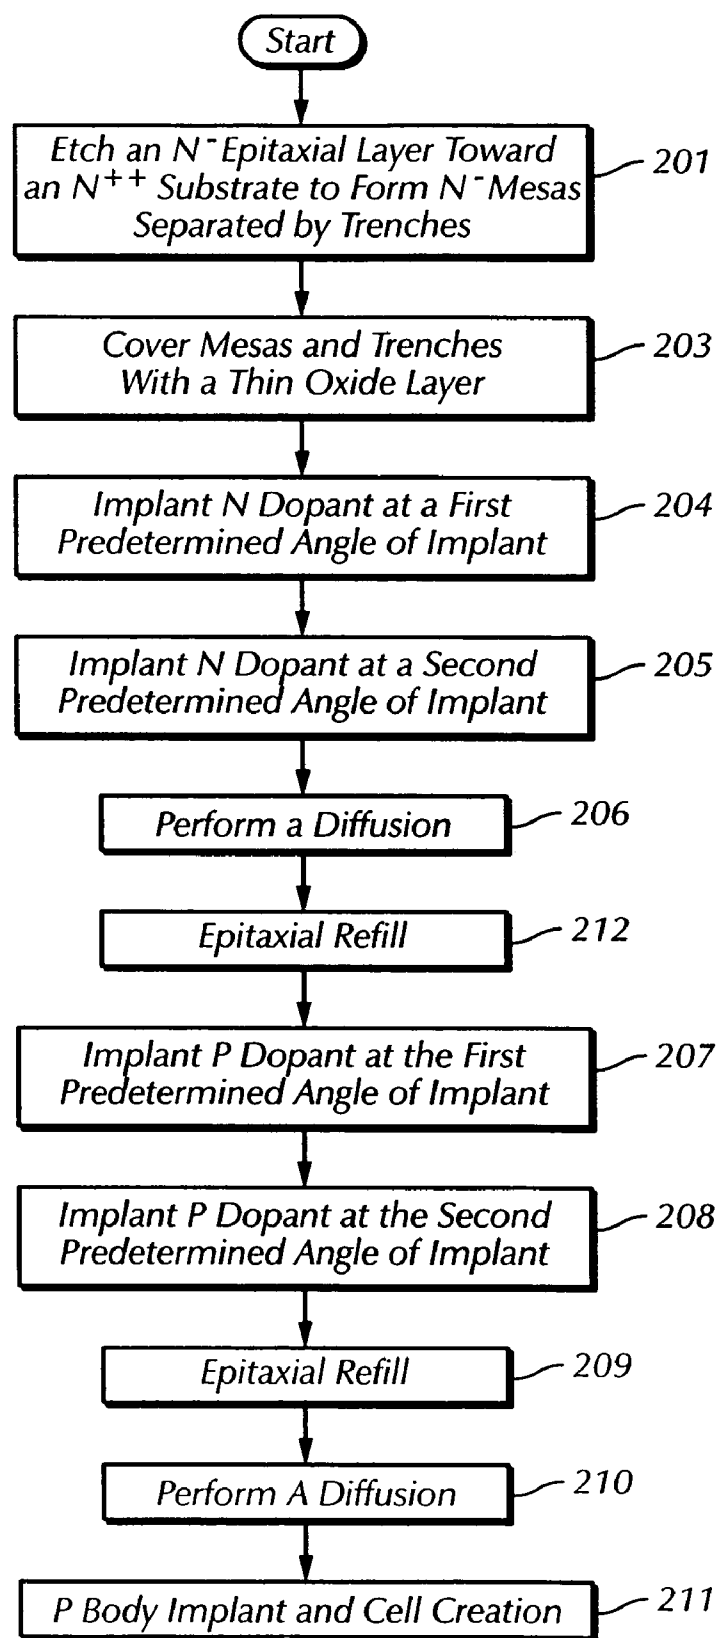 Start
Etch an N⁻ Epitaxial Layer Toward
an N⁺⁺ Substrate to Form N⁻ Mesas
Separated by Trenches
201
Cover Mesas and Trenches
With a Thin Oxide Layer
203
Implant N Dopant at a First
Predetermined Angle of Implant
204
Implant N Dopant at a Second
Predetermined Angle of Implant
205
Perform a Diffusion
206
Epitaxial Refill
212
Implant P Dopant at the First
Predetermined Angle of Implant
207
Implant P Dopant at the Second
Predetermined Angle of Implant
208
Epitaxial Refill
209
Perform A Diffusion
210
P Body Implant and Cell Creation
211